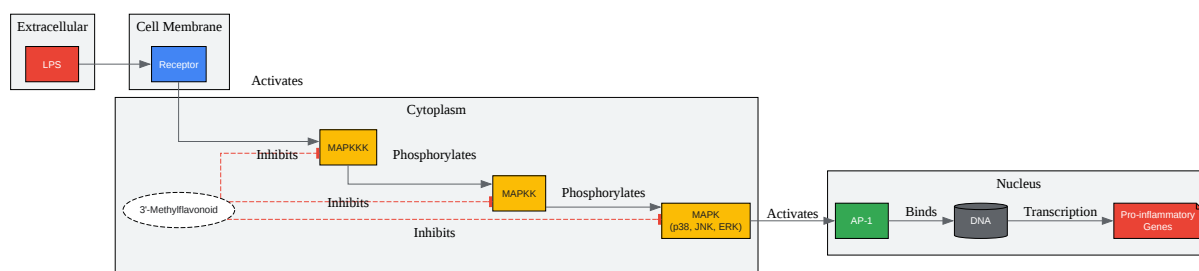 Extracellular
LPS
Cell Membrane
Receptor
Activates
Cytoplasm
MAPKKK
Inhibits
Phosphorylates
MAPKK
Phosphorylates
3'-Methylflavonoid
Inhibits
MAPK
(p38, JNK, ERK)
Inhibits
Activates
Nucleus
AP-1
Binds
DNA
Transcription
Pro-inflammatory
Genes